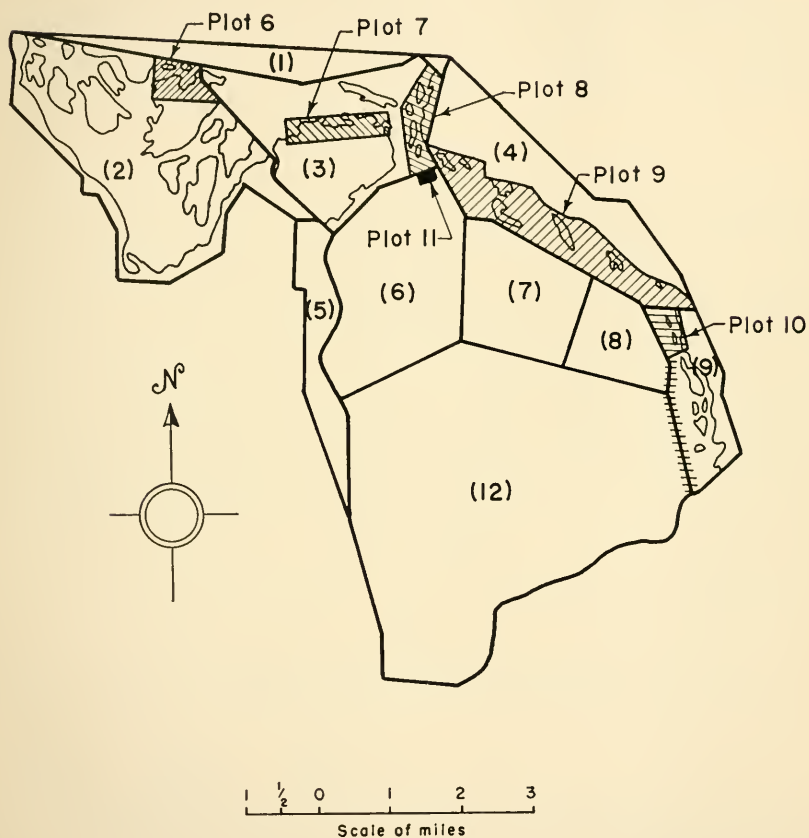 Plot 6
Plot 7
(1)
Plot 8
(2)
(3)
(4)
Plot 9
Plot 11
(5)
(6)
(7)
(8)
Plot 10
(9)
N
(12)
1 ½ 0 1 2 3
Scale of miles